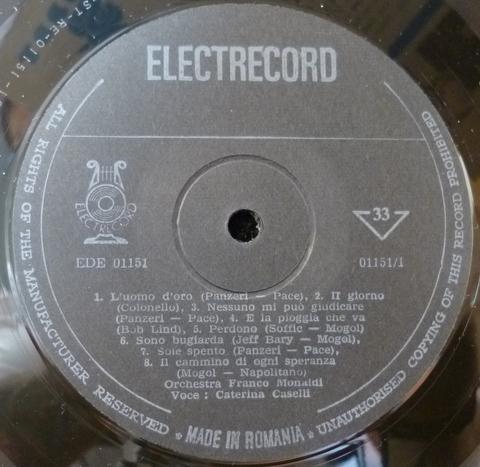 ELECTRECORD
ST-RE-01151
ALL RIGHTS OF THE MANUFACTURER RESERVED * MADE IN ROMANIA * UNAUTHORISED COPYING OF THIS RECORD PROHIBITED
ELECTRECORD
33
EDE 01151
01151/I
1. L'uomo d'oro (Panzeri — Pace), 2. Il giorno
(Colonello), 3. Nessuno mi può giudicare
(Panzeri — Pace), 4. E la pioggia che va
(Bob Lind), 5. Perdono (Soffic — Mogol)
6. Sono bugiarda (Jeff Bary — Mogol),
7. Sole spento (Panzeri — Pace),
8. Il cammino di ogni speranza
(Mogol — Napolitano)
Orchestra Franco Monaldi
Voce : Caterina Caselli